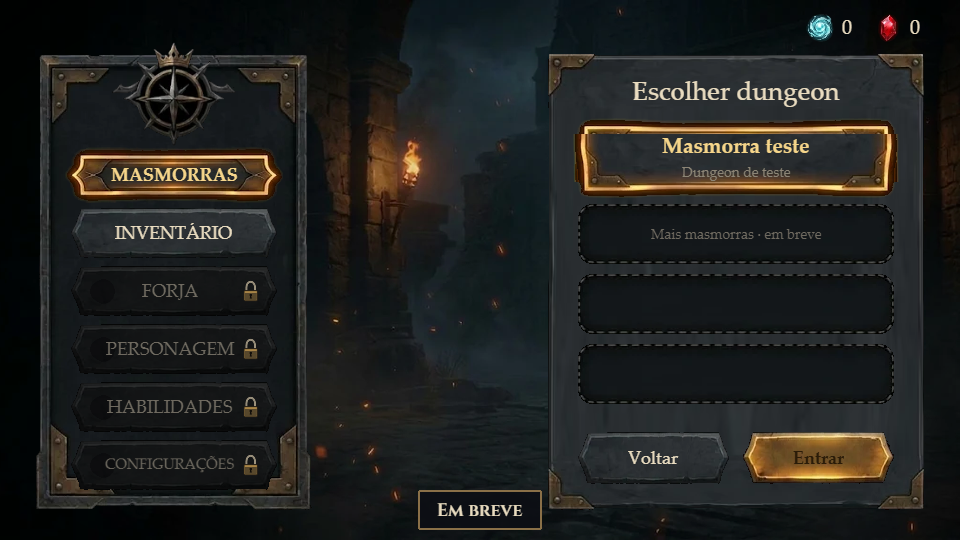 0 0
MASMORRAS
INVENTÁRIO
FORJA
PERSONAGEM
HABILIDADES
CONFIGURAÇÕES
Escolher dungeon
Masmorra teste
Dungeon de teste
Mais masmorras · em breve
Voltar Entrar
EM BREVE